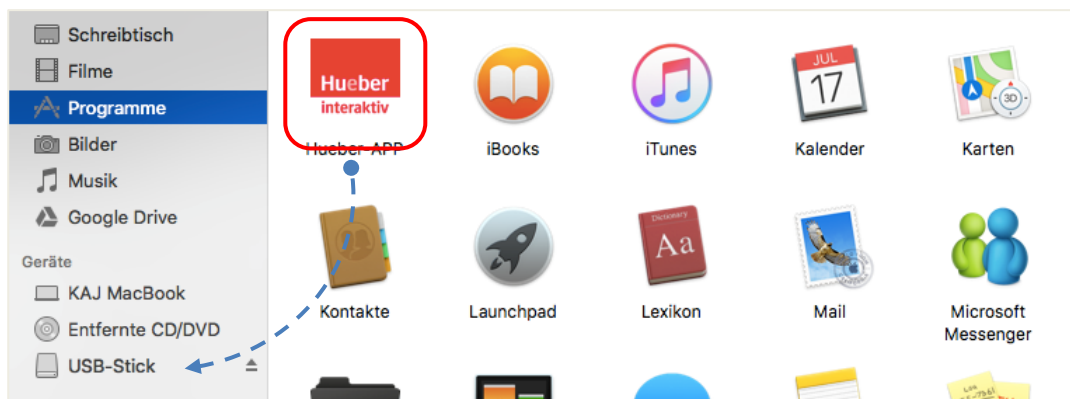 Schreibtisch
Filme
Programme
Bilder
Musik
Google Drive
Geräte
KAJ MacBook
Entfernte CD/DVD
USB-Stick
Hueber
interaktiv
Hueber-APP
iBooks
iTunes
JUL
17
Kalender
3D
Karten
Kontakte
Launchpad
Dictionary
Aa
Lexikon
Mail
Microsoft
Messenger